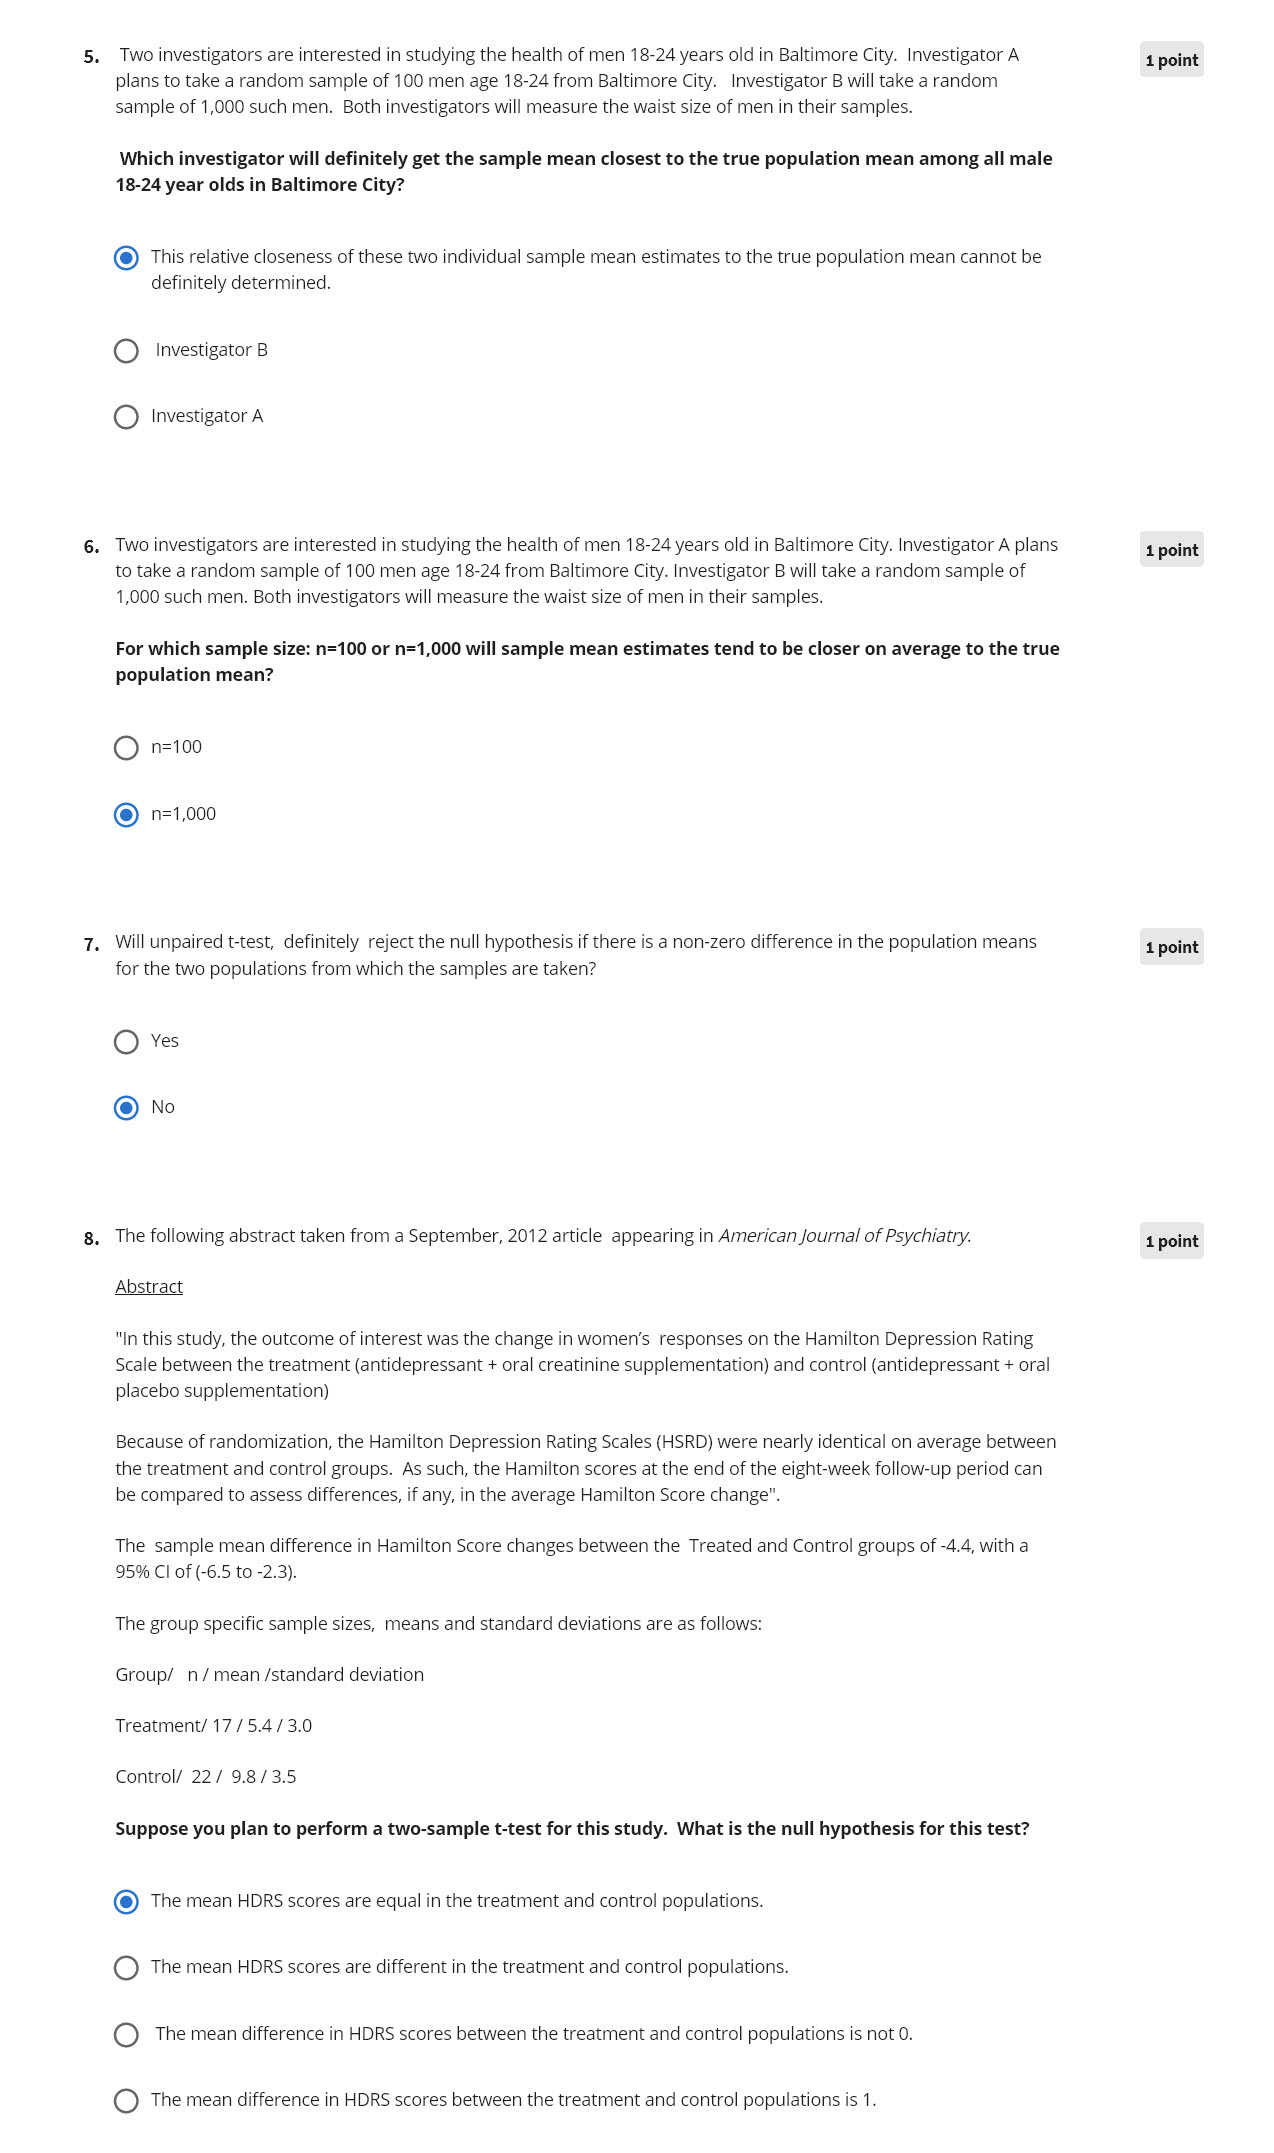 5. Two investigators are interested in studying the health of men 18-24 years old in Baltimore City. Investigator A
1 point
plans to take a random sample of 100 men age 18-24 from Baltimore City. Investigator B will take a random
sample of 1,000 such men. Both investigators will measure the waist size of men in their samples.
Which investigator will definitely get the sample mean closest to the true population mean among all male
18-24 year olds in Baltimore City?
This relative closeness of these two individual sample mean estimates to the true population mean cannot be
definitely determined.
Investigator B
Investigator A
6. Two investigators are interested in studying the health of men 18-24 years old in Baltimore City. Investigator A plans
1 point
to take a random sample of 100 men age 18-24 from Baltimore City. Investigator B will take a random sample of
1,000 such men. Both investigators will measure the waist size of men in their samples.
For which sample size: n=100 or n=1,000 will sample mean estimates tend to be closer on average to the true
population mean?
n=100
n=1,000
7. Will unpaired t-test, definitely reject the null hypothesis if there is a non-zero difference in the population means
1 point
for the two populations from which the samples are taken?
Yes
No
8. The following abstract taken from a September, 2012 article appearing in American Journal of Psychiatry.
1 point
Abstract
"In this study, the outcome of interest was the change in women’s responses on the Hamilton Depression Rating
Scale between the treatment (antidepressant + oral creatinine supplementation) and control (antidepressant + oral
placebo supplementation)
Because of randomization, the Hamilton Depression Rating Scales (HSRD) were nearly identical on average between
the treatment and control groups. As such, the Hamilton scores at the end of the eight-week follow-up period can
be compared to assess differences, if any, in the average Hamilton Score change".
The sample mean difference in Hamilton Score changes between the Treated and Control groups of -4.4, with a
95% CI of (-6.5 to -2.3).
The group specific sample sizes, means and standard deviations are as follows:
Group/ n / mean /standard deviation
Treatment/ 17 / 5.4 / 3.0
Control/ 22 / 9.8 / 3.5
Suppose you plan to perform a two-sample t-test for this study. What is the null hypothesis for this test?
The mean HDRS scores are equal in the treatment and control populations.
The mean HDRS scores are different in the treatment and control populations.
The mean difference in HDRS scores between the treatment and control populations is not 0.
The mean difference in HDRS scores between the treatment and control populations is 1.